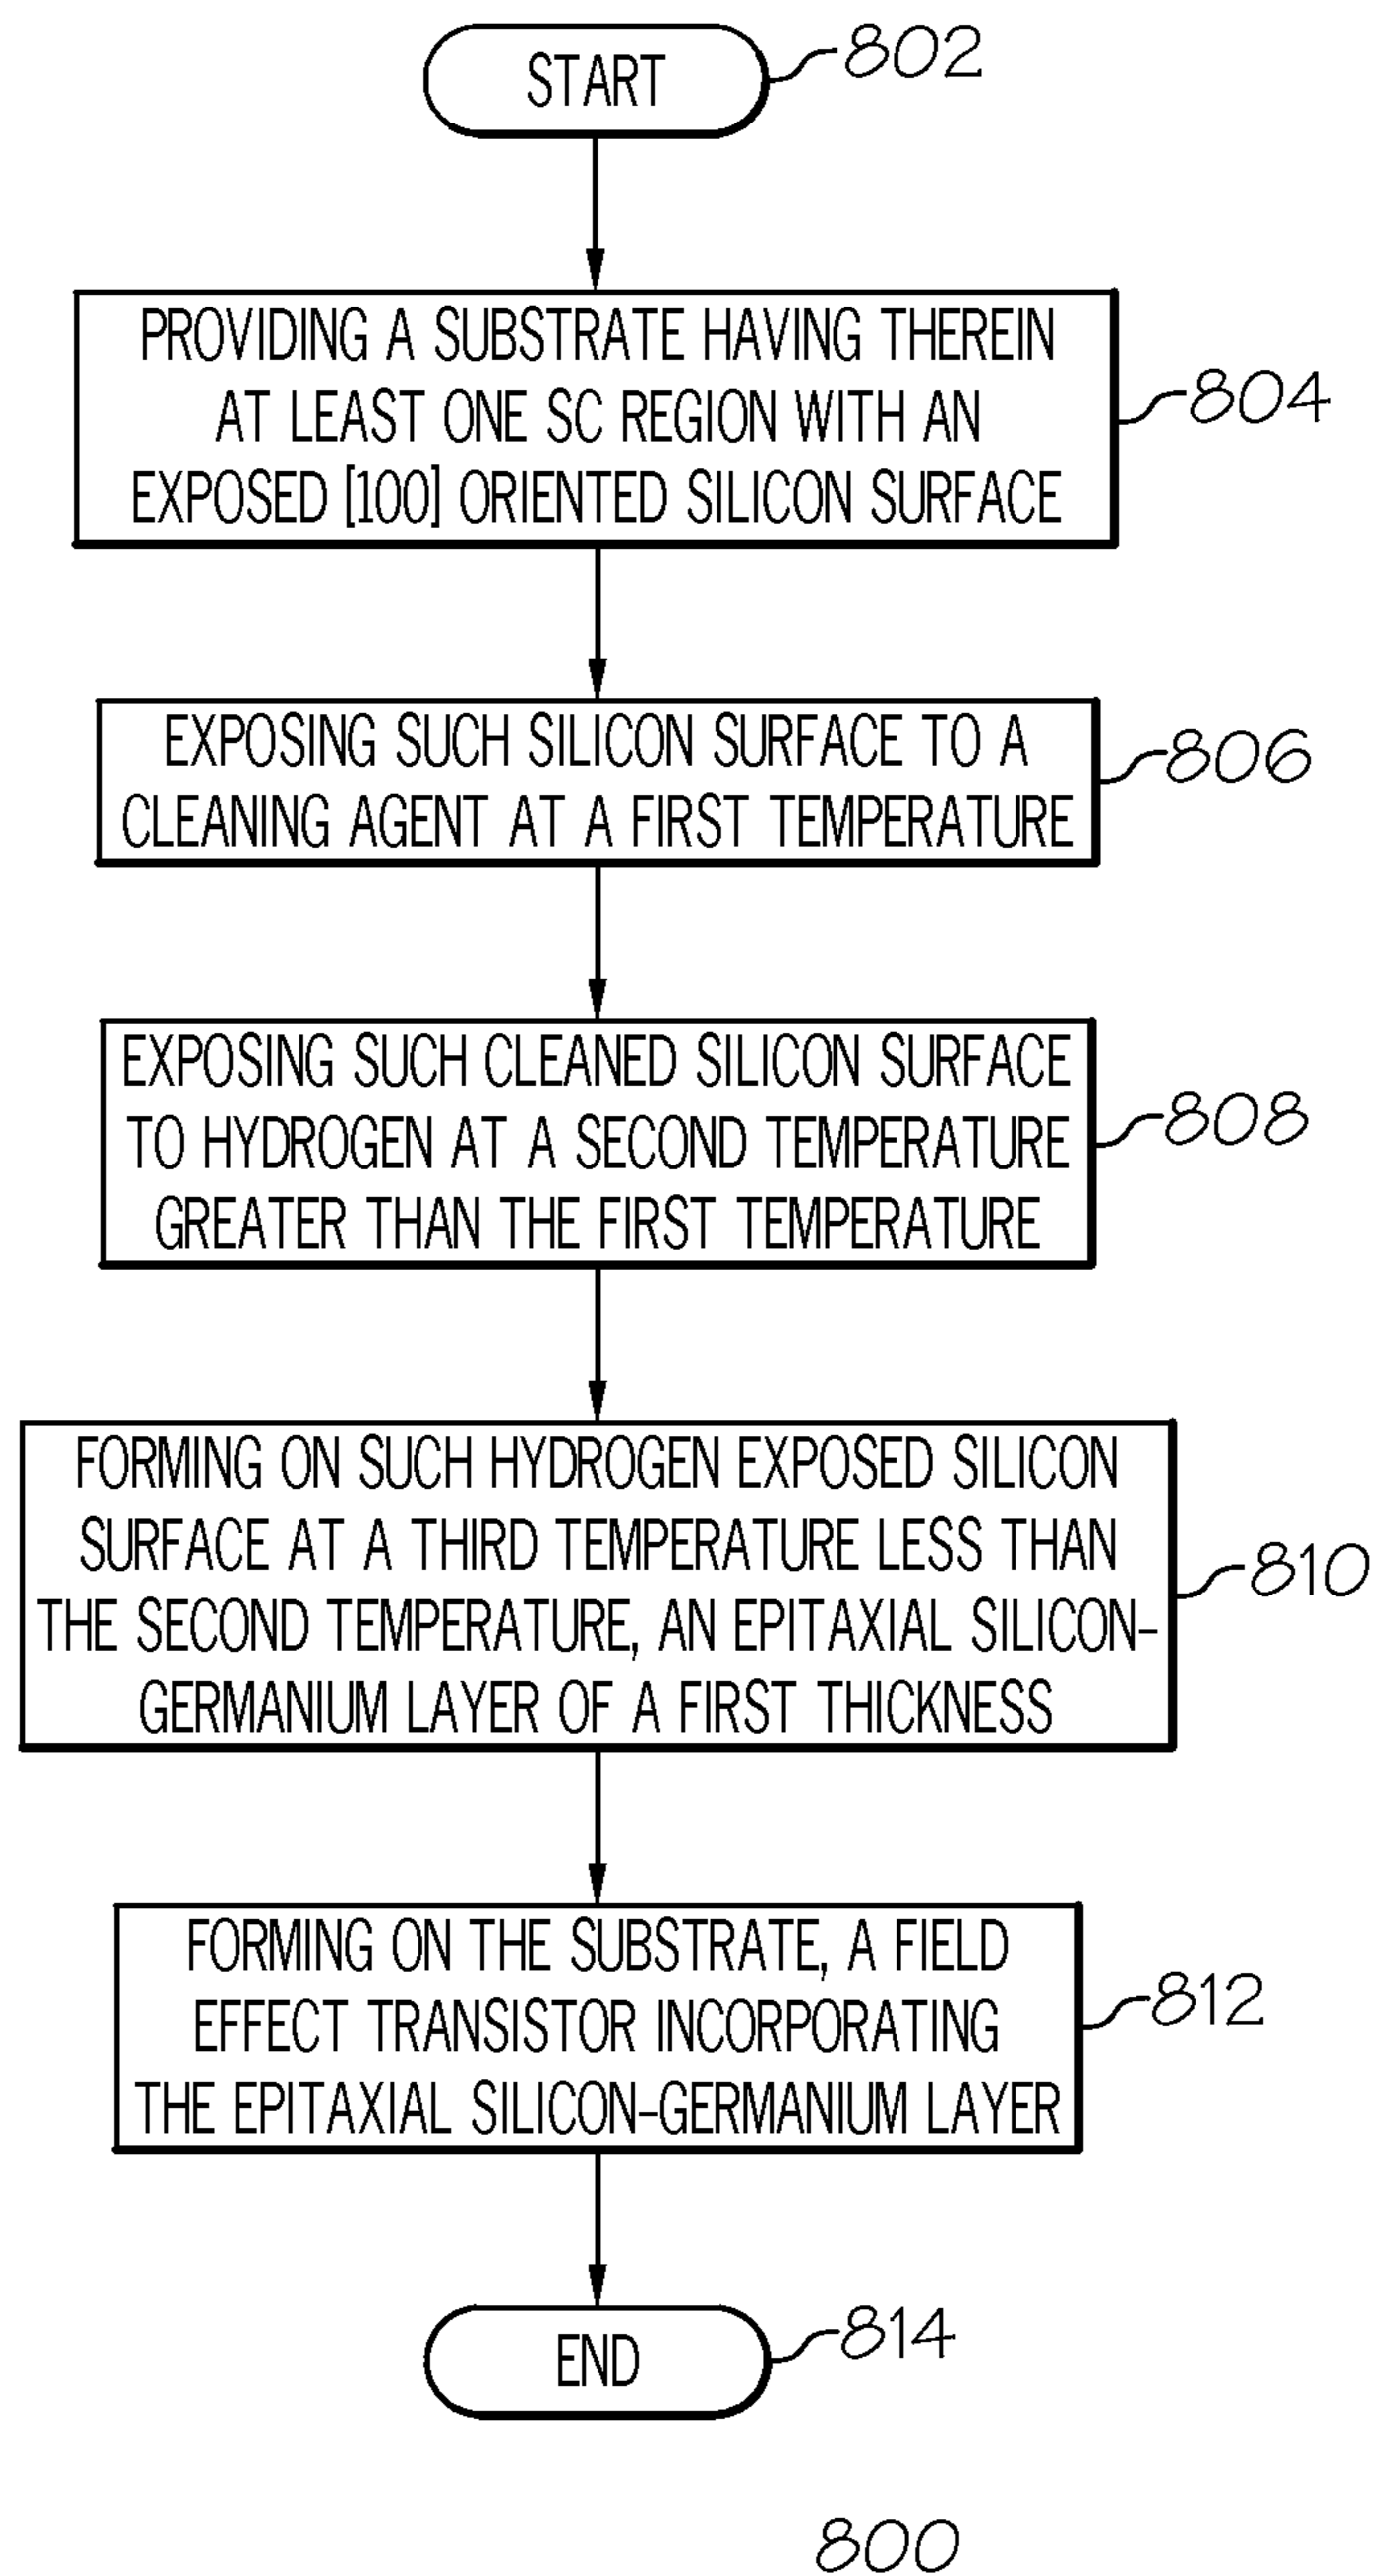 START
802
PROVIDING A SUBSTRATE HAVING THEREIN
AT LEAST ONE SC REGION WITH AN
EXPOSED [100] ORIENTED SILICON SURFACE
804
EXPOSING SUCH SILICON SURFACE TO A
CLEANING AGENT AT A FIRST TEMPERATURE
806
EXPOSING SUCH CLEANED SILICON SURFACE
TO HYDROGEN AT A SECOND TEMPERATURE
GREATER THAN THE FIRST TEMPERATURE
808
FORMING ON SUCH HYDROGEN EXPOSED SILICON
SURFACE AT A THIRD TEMPERATURE LESS THAN
THE SECOND TEMPERATURE, AN EPITAXIAL SILICON-
GERMANIUM LAYER OF A FIRST THICKNESS
810
FORMING ON THE SUBSTRATE, A FIELD
EFFECT TRANSISTOR INCORPORATING
THE EPITAXIAL SILICON-GERMANIUM LAYER
812
END
814
800